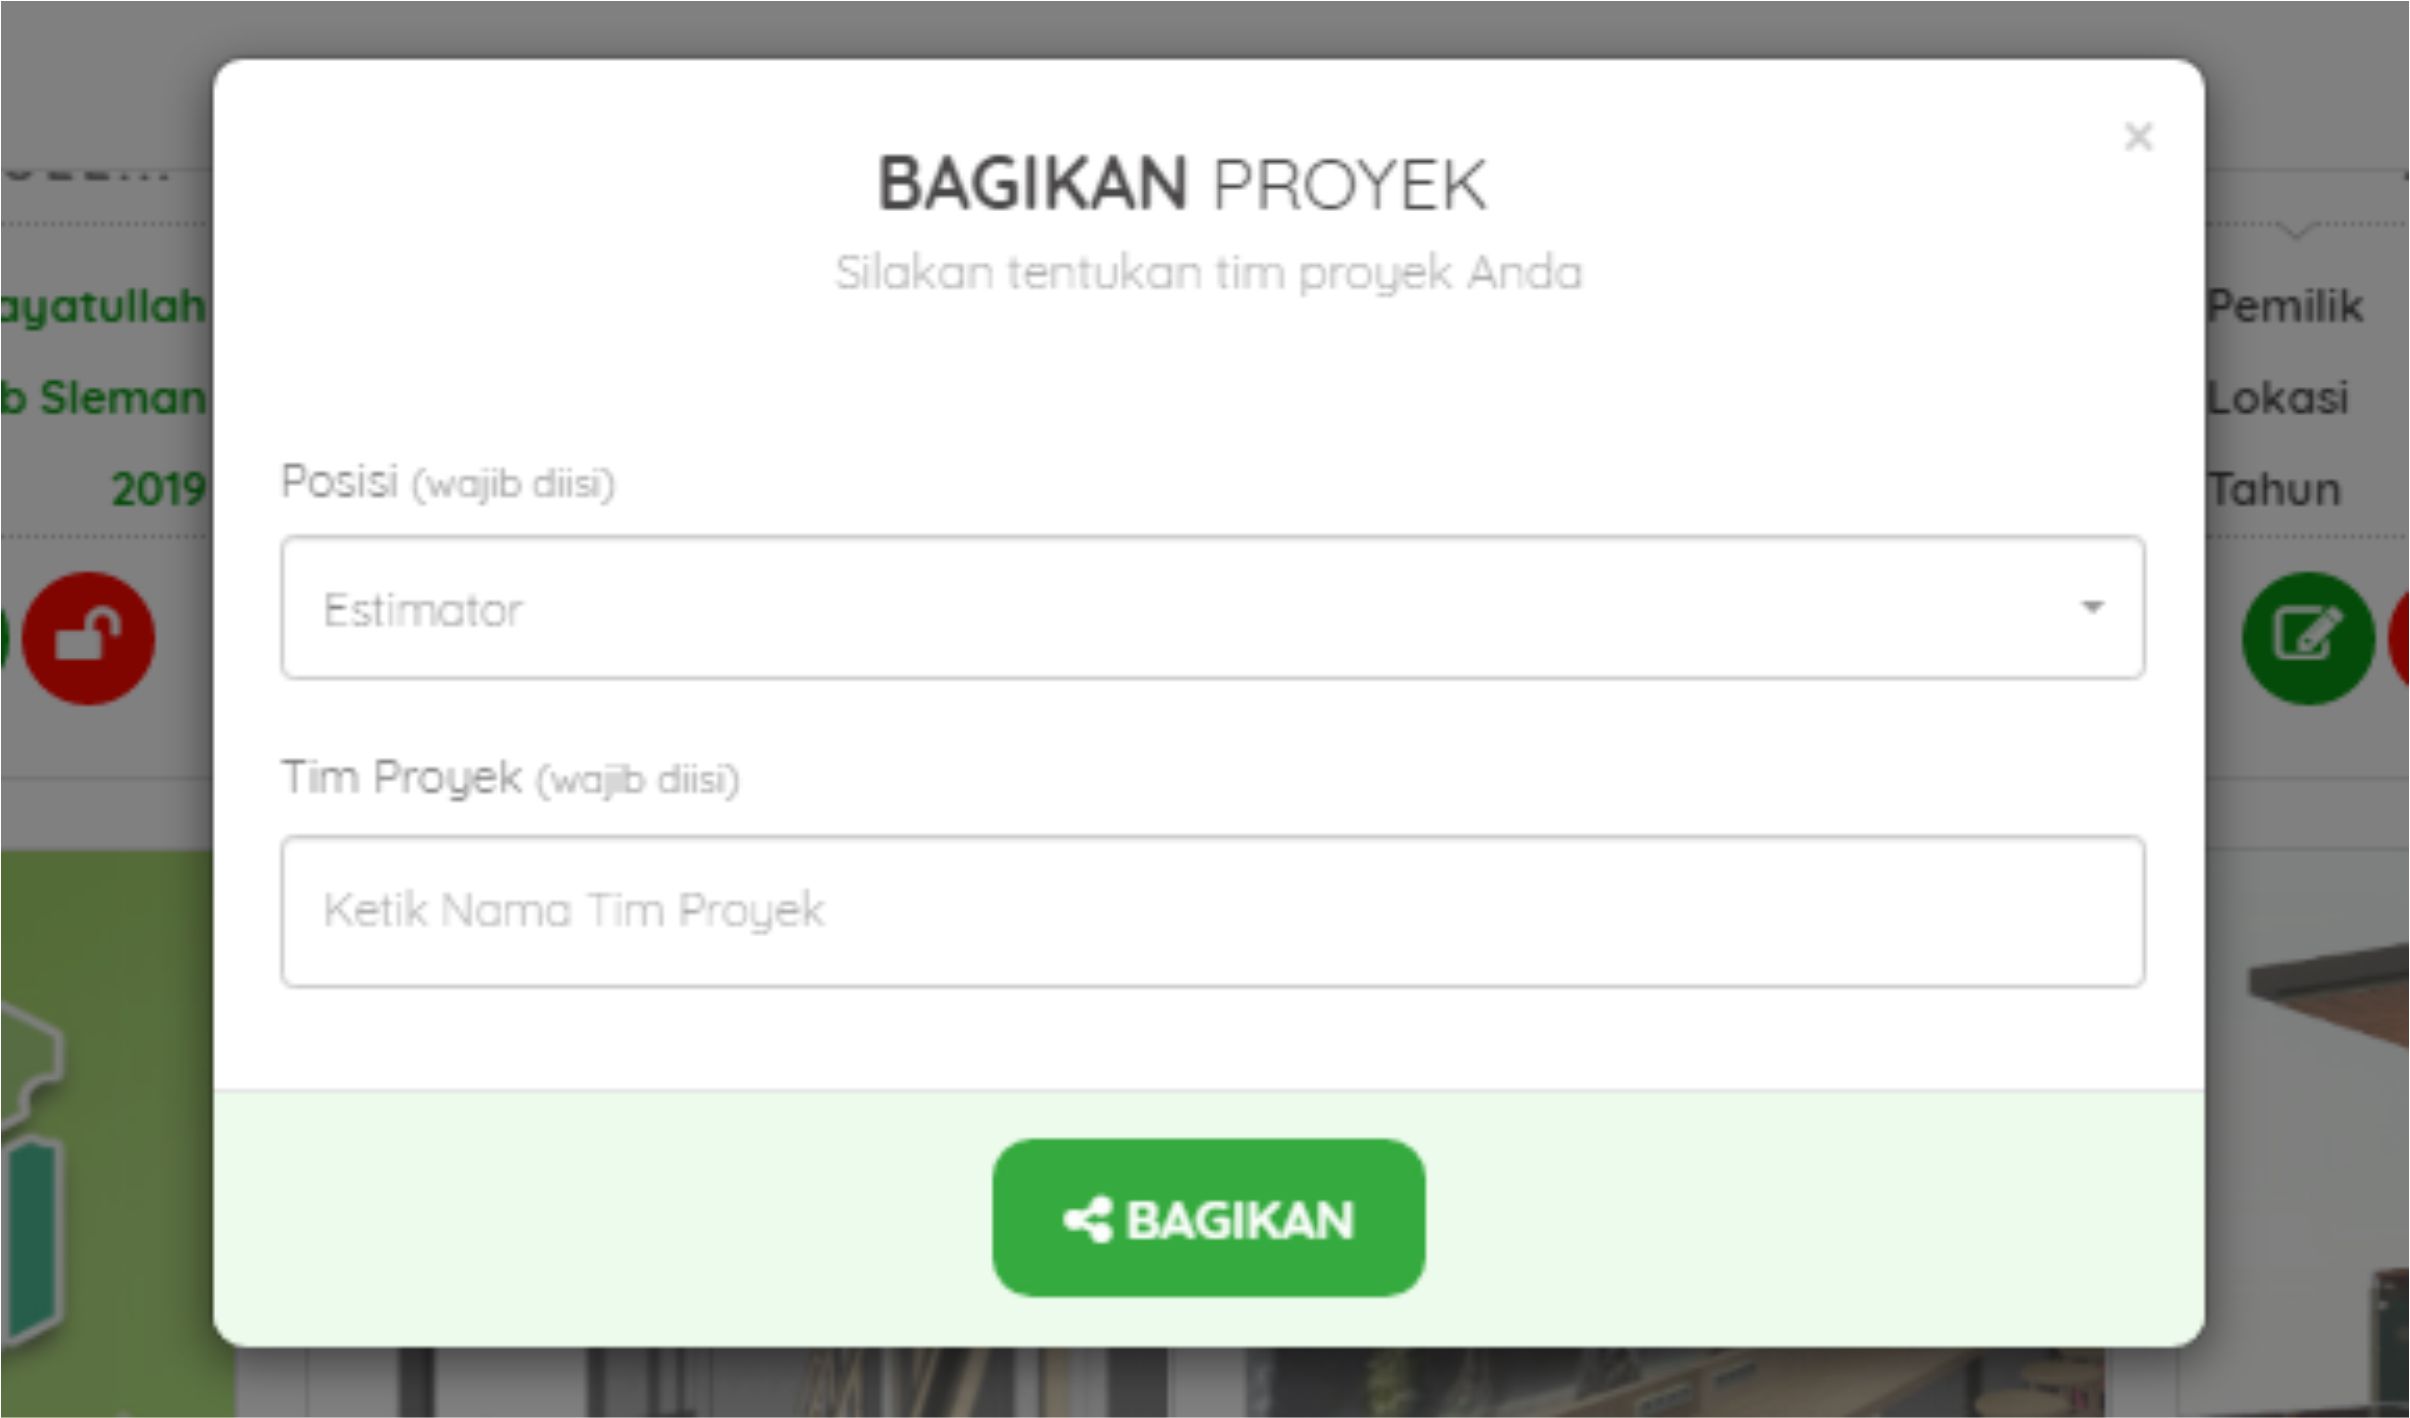 BAGIKAN PROYEK
Silakan tentukan tim proyek Anda
ayatullah
Pemilik
b Sleman
Lokasi
Posisi (wajib diisi)
2019
Tahun
Estimator
Tim Proyek (wajib diisi)
Ketik Nama Tim Proyek
BAGIKAN